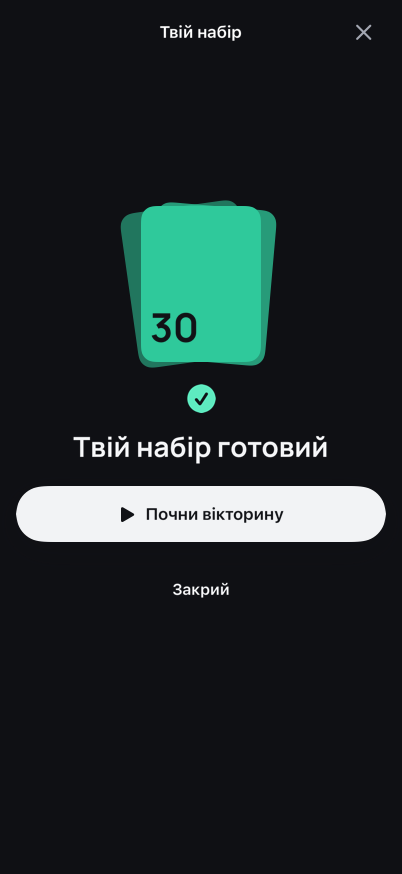 Твій набір
30
Твій набір готовий
Почни вікторину
Закрий